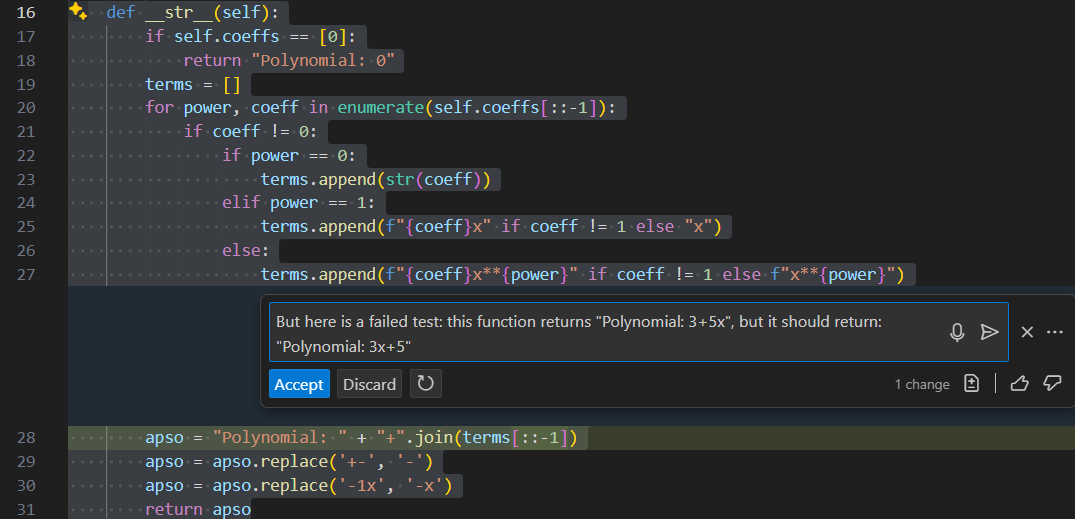 16 def __str__(self):
17 if self.coeffs == [0]:
18 return "Polynomial: 0"
19 terms = []
20 for power, coeff in enumerate(self.coeffs[::-1]):
21 if coeff != 0:
22 if power == 0:
23 terms.append(str(coeff))
24 elif power == 1:
25 terms.append(f"{coeff}x" if coeff != 1 else "x")
26 else:
27 terms.append(f"{coeff}x**{power}" if coeff != 1 else f"x**{power}")
But here is a failed test: this function returns "Polynomial: 3+5x", but it should return:
"Polynomial: 3x+5"
Accept Discard 1 change
28 apso = "Polynomial: " + "+".join(terms[::-1])
29 apso = apso.replace('+-', '-')
30 apso = apso.replace('-1x', '-x')
31 return apso